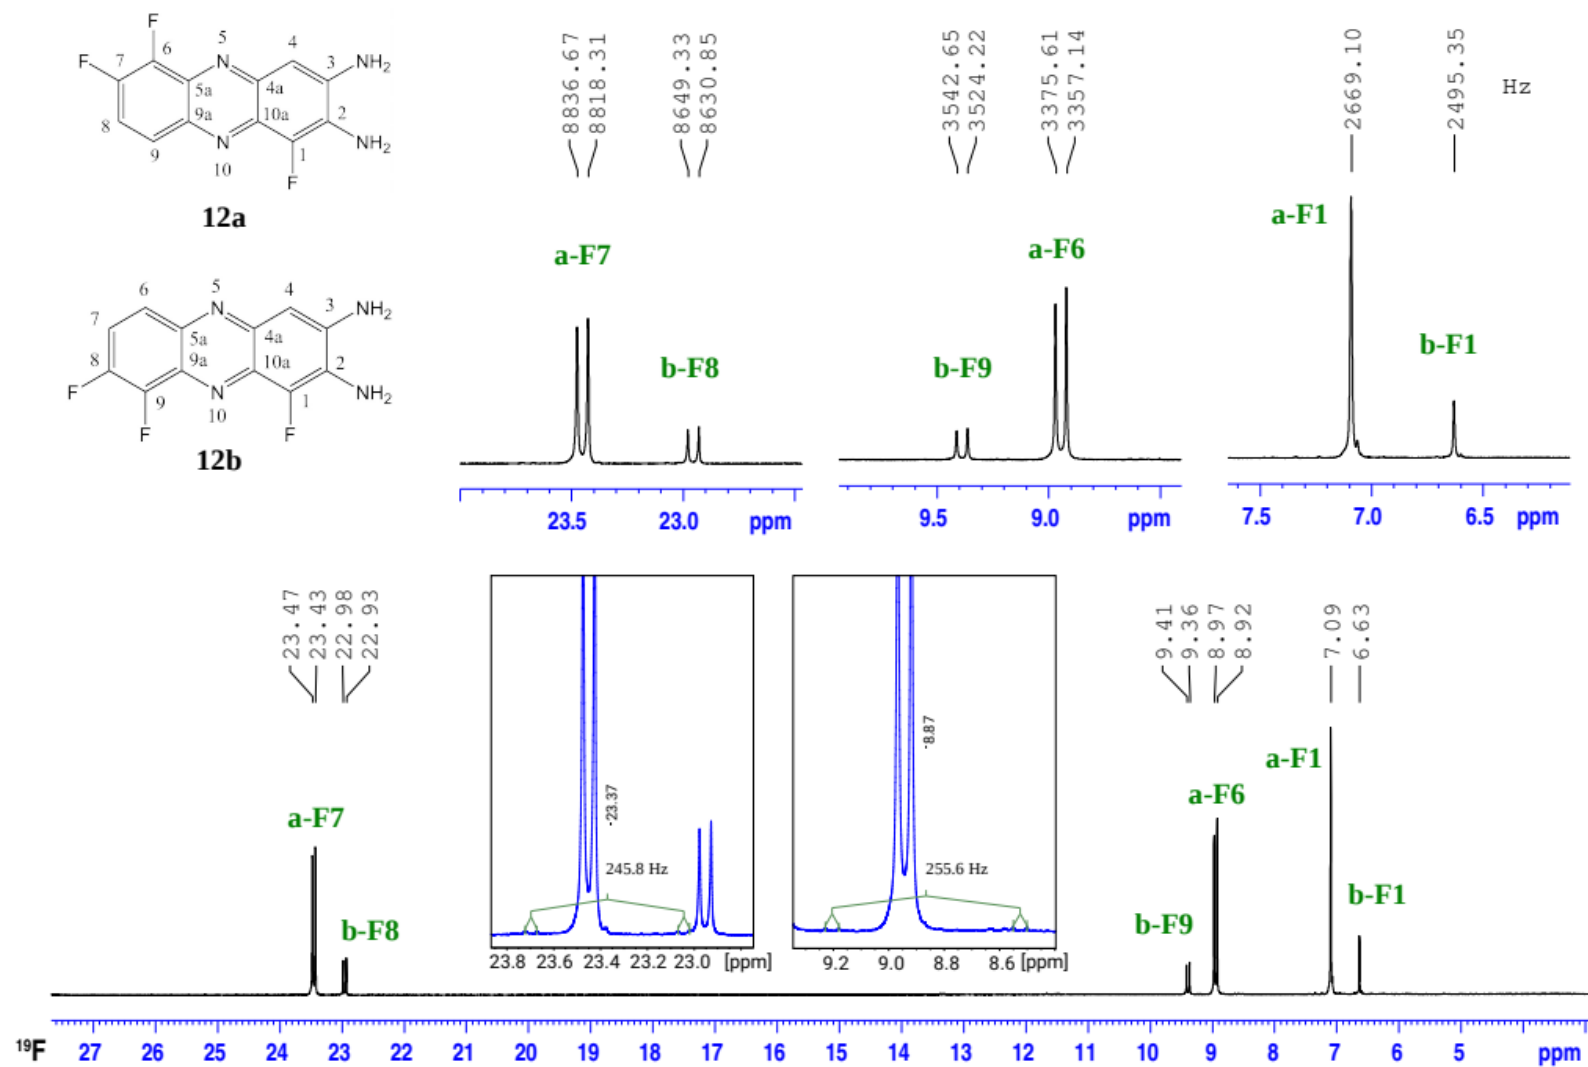 F
F
7
6
5
N
4
3
NH2
5a
4a
9a
10a
2
8
9
N
10
1
NH2
F
12a
6
5
N
4
3
NH2
7
5a
4a
8
9a
10a
2
F
9
N
10
1
NH2
F
F
12b
8836.67
8818.31
8649.33
8630.85
3542.65
3524.22
3375.61
3357.14
2669.10
2495.35
Hz
a-F7
b-F8
b-F9
a-F6
a-F1
b-F1
23.5 23.0 ppm
9.5 9.0 ppm
7.5 7.0 6.5 ppm
23.47
23.43
22.98
22.93
-23.37
245.8 Hz
23.8 23.6 23.4 23.2 23.0 [ppm]
-8.87
255.6 Hz
9.2 9.0 8.8 8.6 [ppm]
9.41
9.36
8.97
8.92
7.09
6.63
a-F7
b-F8
b-F9
a-F6
a-F1
b-F1
19F 27 26 25 24 23 22 21 20 19 18 17 16 15 14 13 12 11 10 9 8 7 6 5 ppm